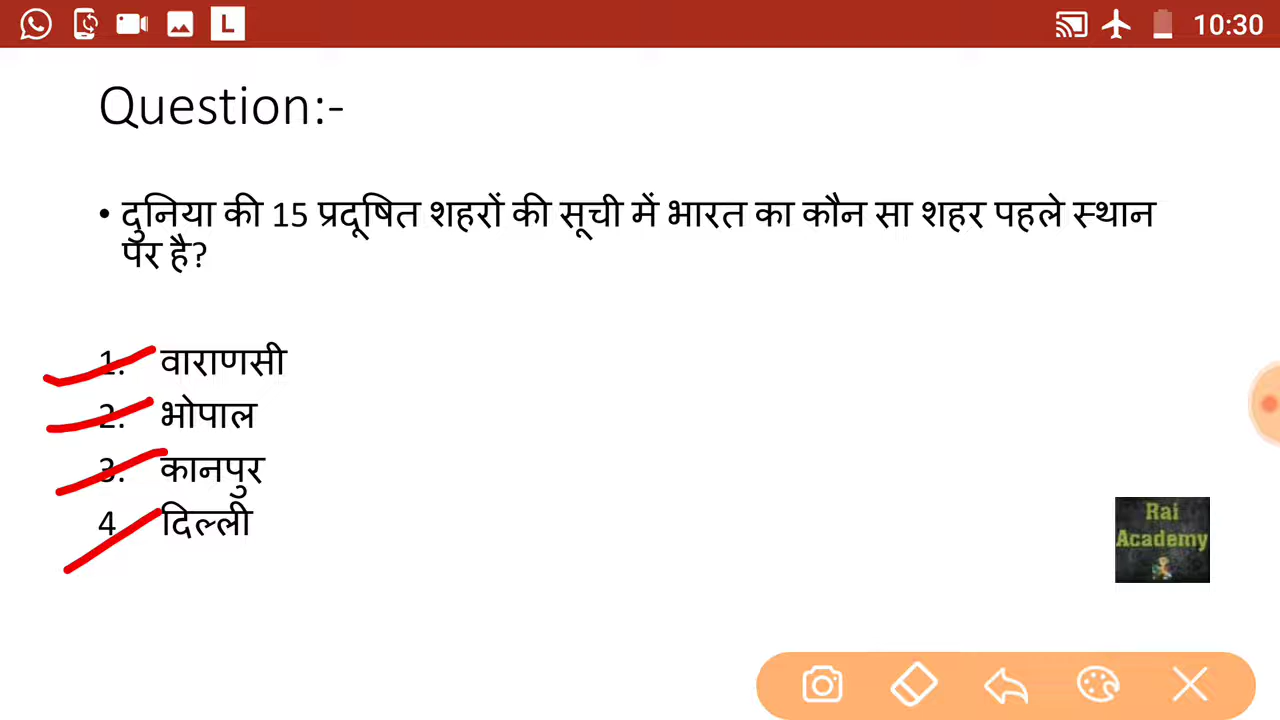 L 10:30
Question:-
• दुनिया की 15 प्रदूषित शहरों की सूची में भारत का कौन सा शहर पहले स्थान
पर है?
1. वाराणसी
2. भोपाल
3. कानपुर
4 दिल्ली
Rai
Academy